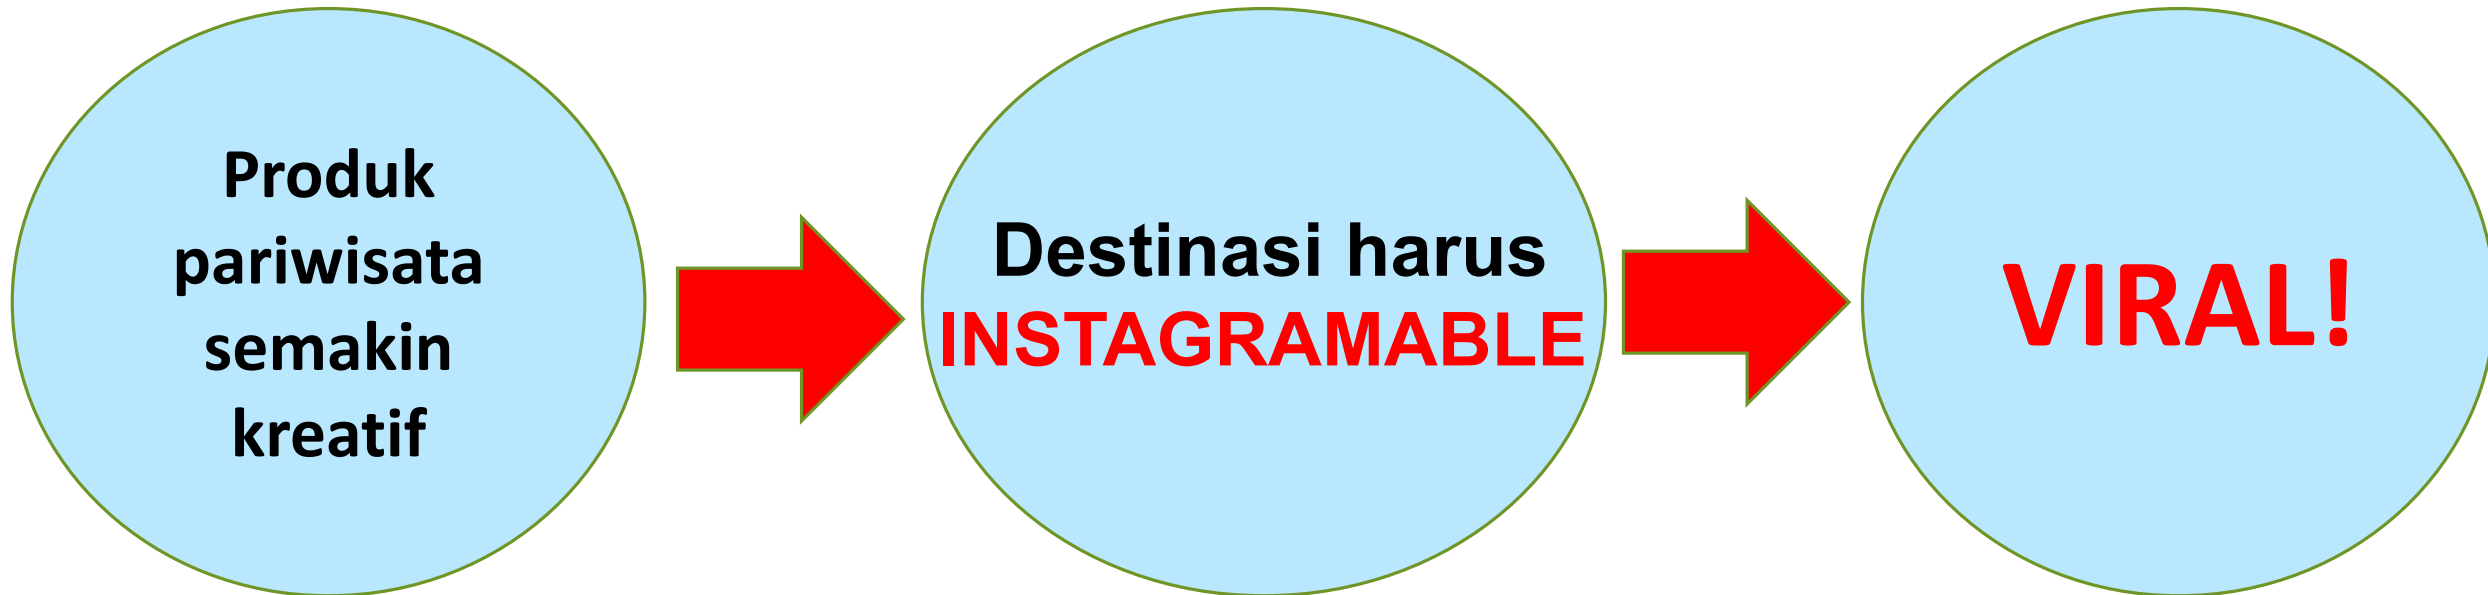 Produk
pariwisata
semakin
kreatif
Destinasi harus
INSTAGRAMABLE
VIRAL!